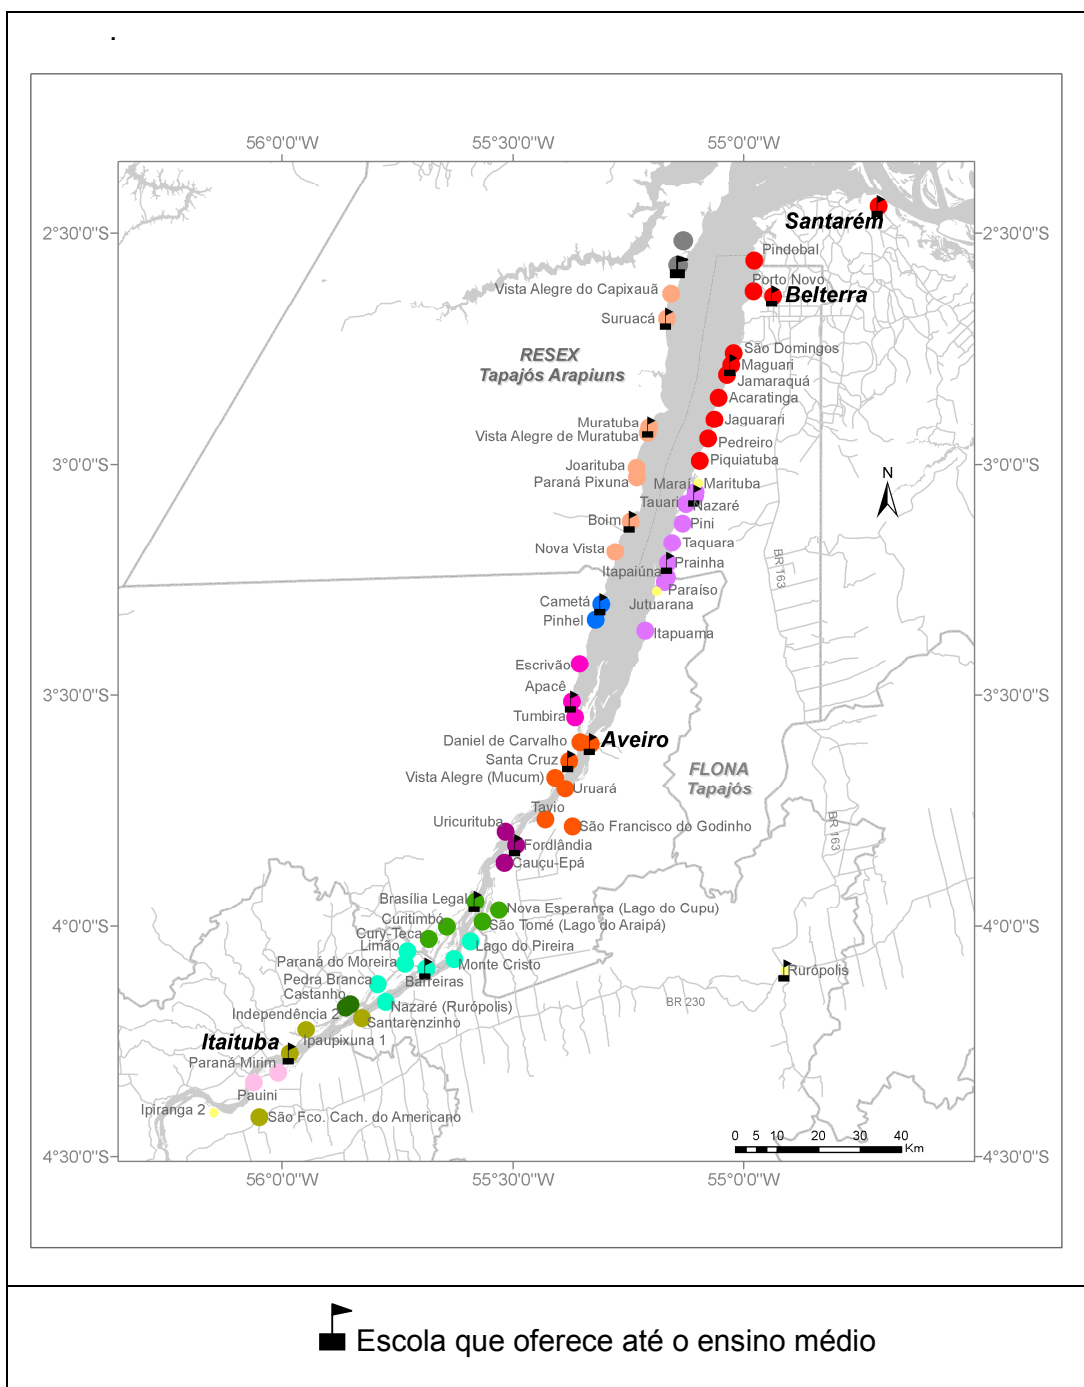 .
56°0'0"W
55°30'0"W
55°0'0"W
2°30'0"S
2°30'0"S
Santarém
Pindobal
Porto Novo
Belterra
Vista Alegre do Capixauã
Suruacá
RESEX
Tapajós Arapiuns
São Domingos
Maguari
Jamaraquá
Acaratinga
Jaguarari
Pedreiro
Piquiatuba
Muratuba
Vista Alegre de Muratuba
3°0'0"S
3°0'0"S
Joarituba
Paraná Pixuna
Maraí
Marituba
Tauari
Nazaré
N
Boim
Pini
Nova Vista
Taquara
Itapaiúna
Prainha
BR 163
Paraíso
Cametá
Jutuarana
Pinhel
Itapuama
Escrivão
Apacê
3°30'0"S
3°30'0"S
Tumbira
Daniel de Carvalho
Aveiro
Santa Cruz
FLONA
Tapajós
Vista Alegre (Mucum)
Uruará
Tavio
Uricurituba
São Francisco do Godinho
BR 163
Fordlândia
Cauçu-Epá
Brasília Legal
Nova Esperança (Lago do Cupu)
Curitimbó
São Tomé (Lago do Araipá)
4°0'0"S
4°0'0"S
Cury-Teca
Limão
Lago do Pireira
Paraná do Moreira
Monte Cristo
Rurópolis
Pedra Branca
Barreiras
Castanho
BR 230
Nazaré (Rurópolis)
Independência 2
Santarenzinho
Itaituba
Ipaupixuna 1
Paraná-Mirim
Pauini
Ipiranga 2
São Fco. Cach. do Americano
0 5 10 20 30 40
Km
4°30'0"S
4°30'0"S
56°0'0"W
55°30'0"W
55°0'0"W
Escola que oferece até o ensino médio